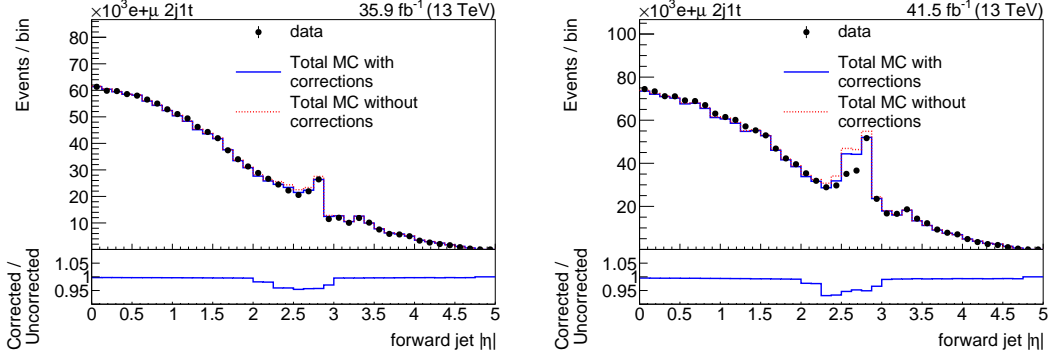 ×10³e+μ 2j1t 35.9 fb⁻¹ (13 TeV)
Events / bin
80
70
60
50
40
30
20
10
data
Total MC with
corrections
Total MC without
corrections
Corrected /
Uncorrected
1.05
1
0.95
0 0.5 1 1.5 2 2.5 3 3.5 4 4.5 5
forward jet |η|
×10³e+μ 2j1t 41.5 fb⁻¹ (13 TeV)
Events / bin
100
80
60
40
20
data
Total MC with
corrections
Total MC without
corrections
Corrected /
Uncorrected
1.05
1
0.95
0 0.5 1 1.5 2 2.5 3 3.5 4 4.5 5
forward jet |η|